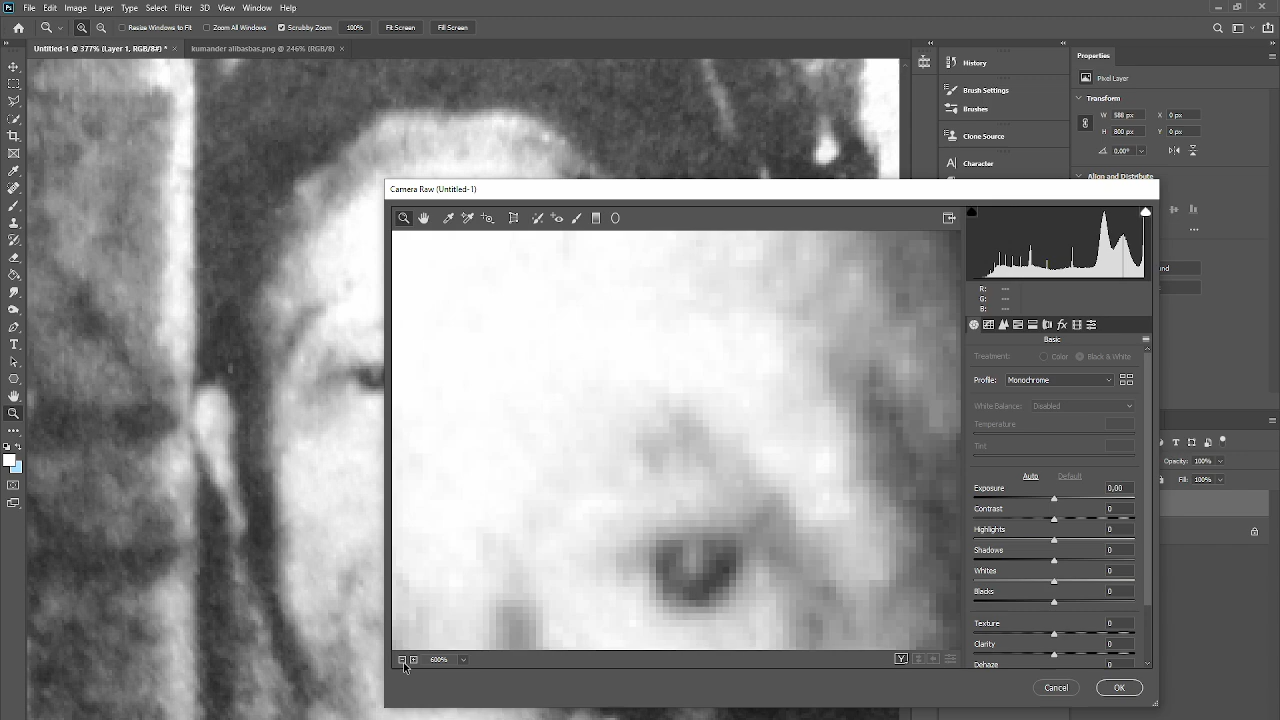 Ps File Edit Image Layer Type Select Filter 3D View Window Help
Resize Windows to Fit Zoom All Windows Scrubby Zoom 100% Fit Screen Fill Screen
Untitled-1 @ 377% (Layer 1, RGB/8#) * × kumander alibasbas.png @ 246% (RGB/8) ×
History
Brush Settings
Brushes
Clone Source
Character
Properties
Pixel Layer
Transform
W 588 px X 0 px
H 800 px Y 0 px
0.00°
Align and Distribute
und
Opacity: 100%
Fill: 100%
Camera Raw (Untitled-1)
R: ---
G: ---
B: ---
Basic
Treatment: Color Black & White
Profile: Monochrome
White Balance: Disabled
Temperature
Tint
Auto Default
Exposure 0,00
Contrast 0
Highlights 0
Shadows 0
Whites 0
Blacks 0
Texture 0
Clarity 0
Dehaze 0
600%
Y
Cancel OK